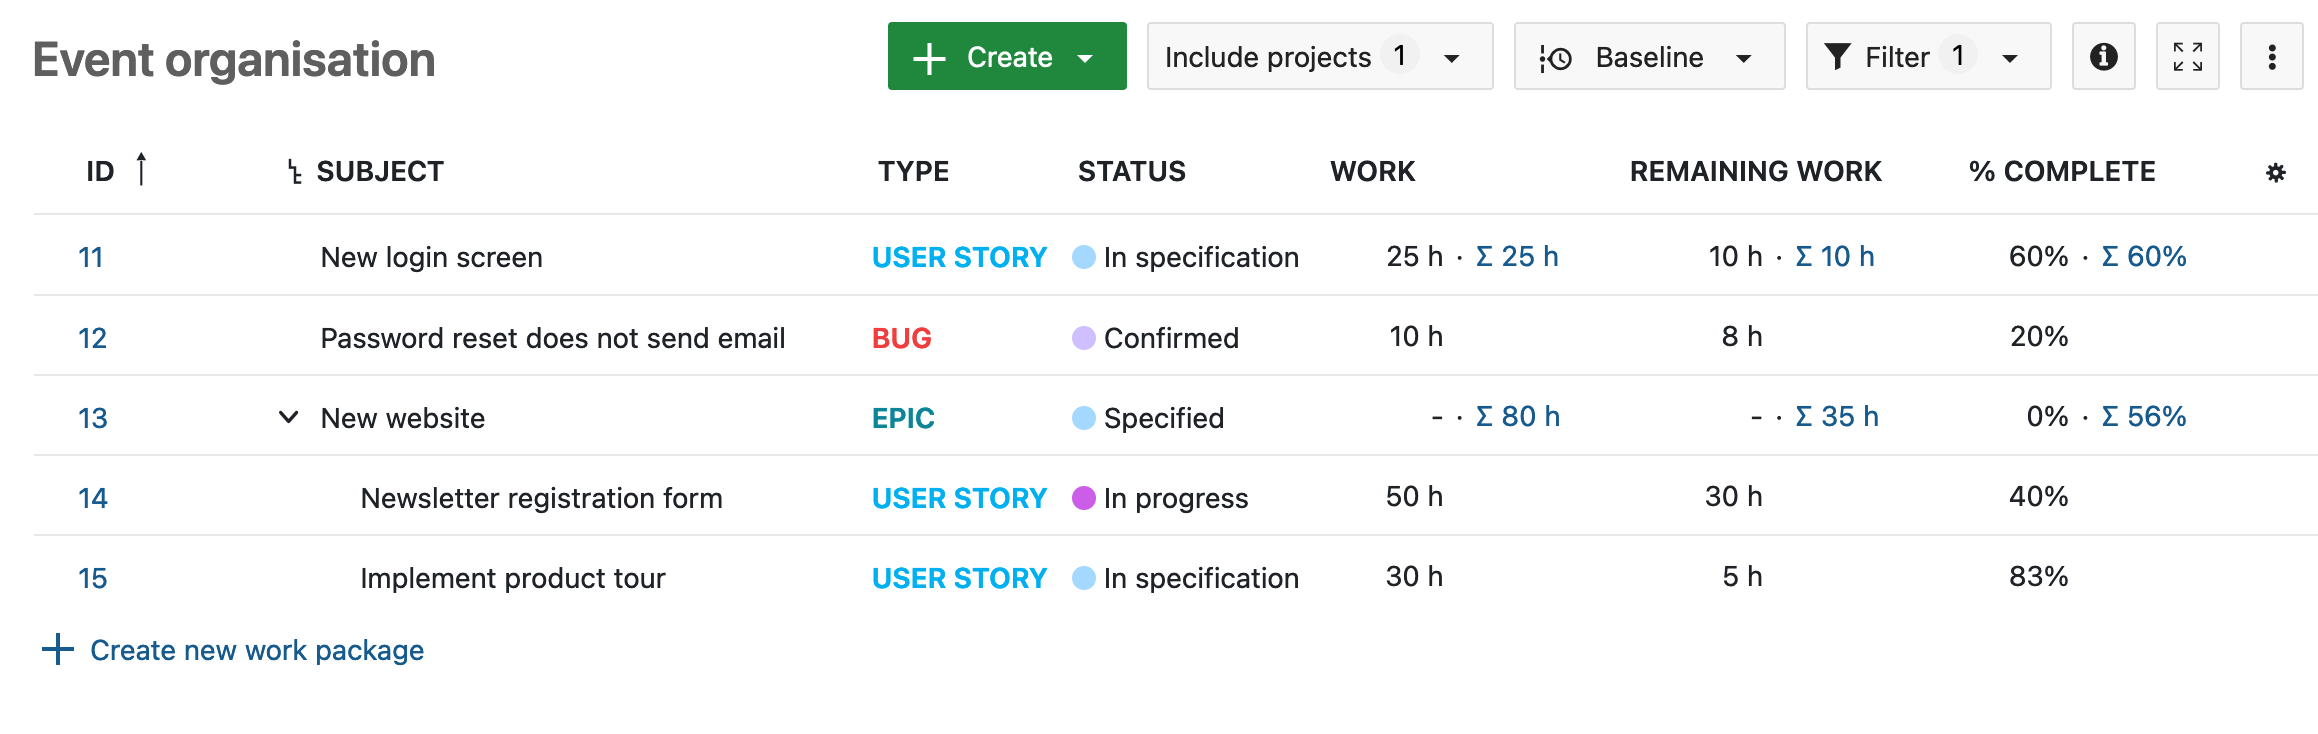 Event organisation
Create
Include projects 1
Baseline
Filter 1
ID SUBJECT TYPE STATUS WORK REMAINING WORK % COMPLETE
11 New login screen USER STORY In specification 25 h · Σ 25 h 10 h · Σ 10 h 60% · Σ 60%
12 Password reset does not send email BUG Confirmed 10 h 8 h 20%
13 New website EPIC Specified - · Σ 80 h - · Σ 35 h 0% · Σ 56%
14 Newsletter registration form USER STORY In progress 50 h 30 h 40%
15 Implement product tour USER STORY In specification 30 h 5 h 83%
Create new work package